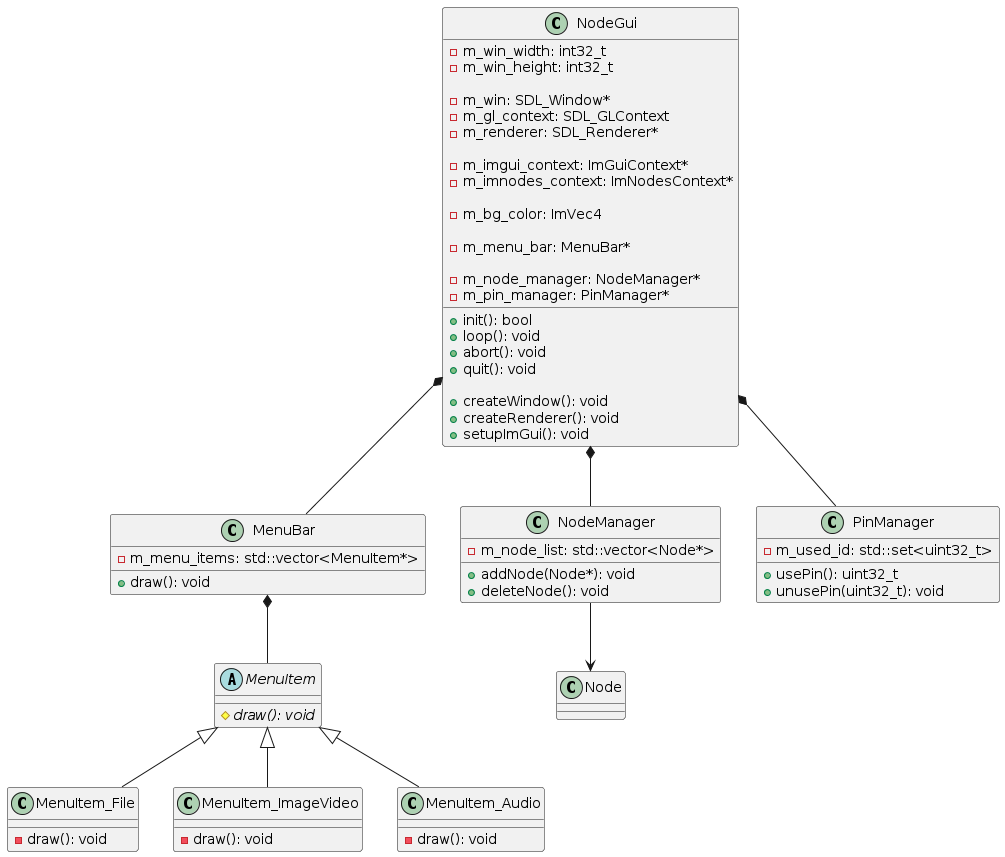 C NodeGui
m_win_width: int32_t
m_win_height: int32_t
m_win: SDL_Window*
m_gl_context: SDL_GLContext
m_renderer: SDL_Renderer*
m_imgui_context: ImGuiContext*
m_imnodes_context: ImNodesContext*
m_bg_color: ImVec4
m_menu_bar: MenuBar*
m_node_manager: NodeManager*
m_pin_manager: PinManager*
init(): bool
loop(): void
abort(): void
quit(): void
createWindow(): void
createRenderer(): void
setupImGui(): void
C MenuBar
m_menu_items: std::vector<MenuItem*>
draw(): void
C NodeManager
m_node_list: std::vector<Node*>
addNode(Node*): void
deleteNode(): void
C PinManager
m_used_id: std::set<uint32_t>
usePin(): uint32_t
unusePin(uint32_t): void
A MenuItem
draw(): void
C Node
C MenuItem_File
draw(): void
C MenuItem_ImageVideo
draw(): void
C MenuItem_Audio
draw(): void